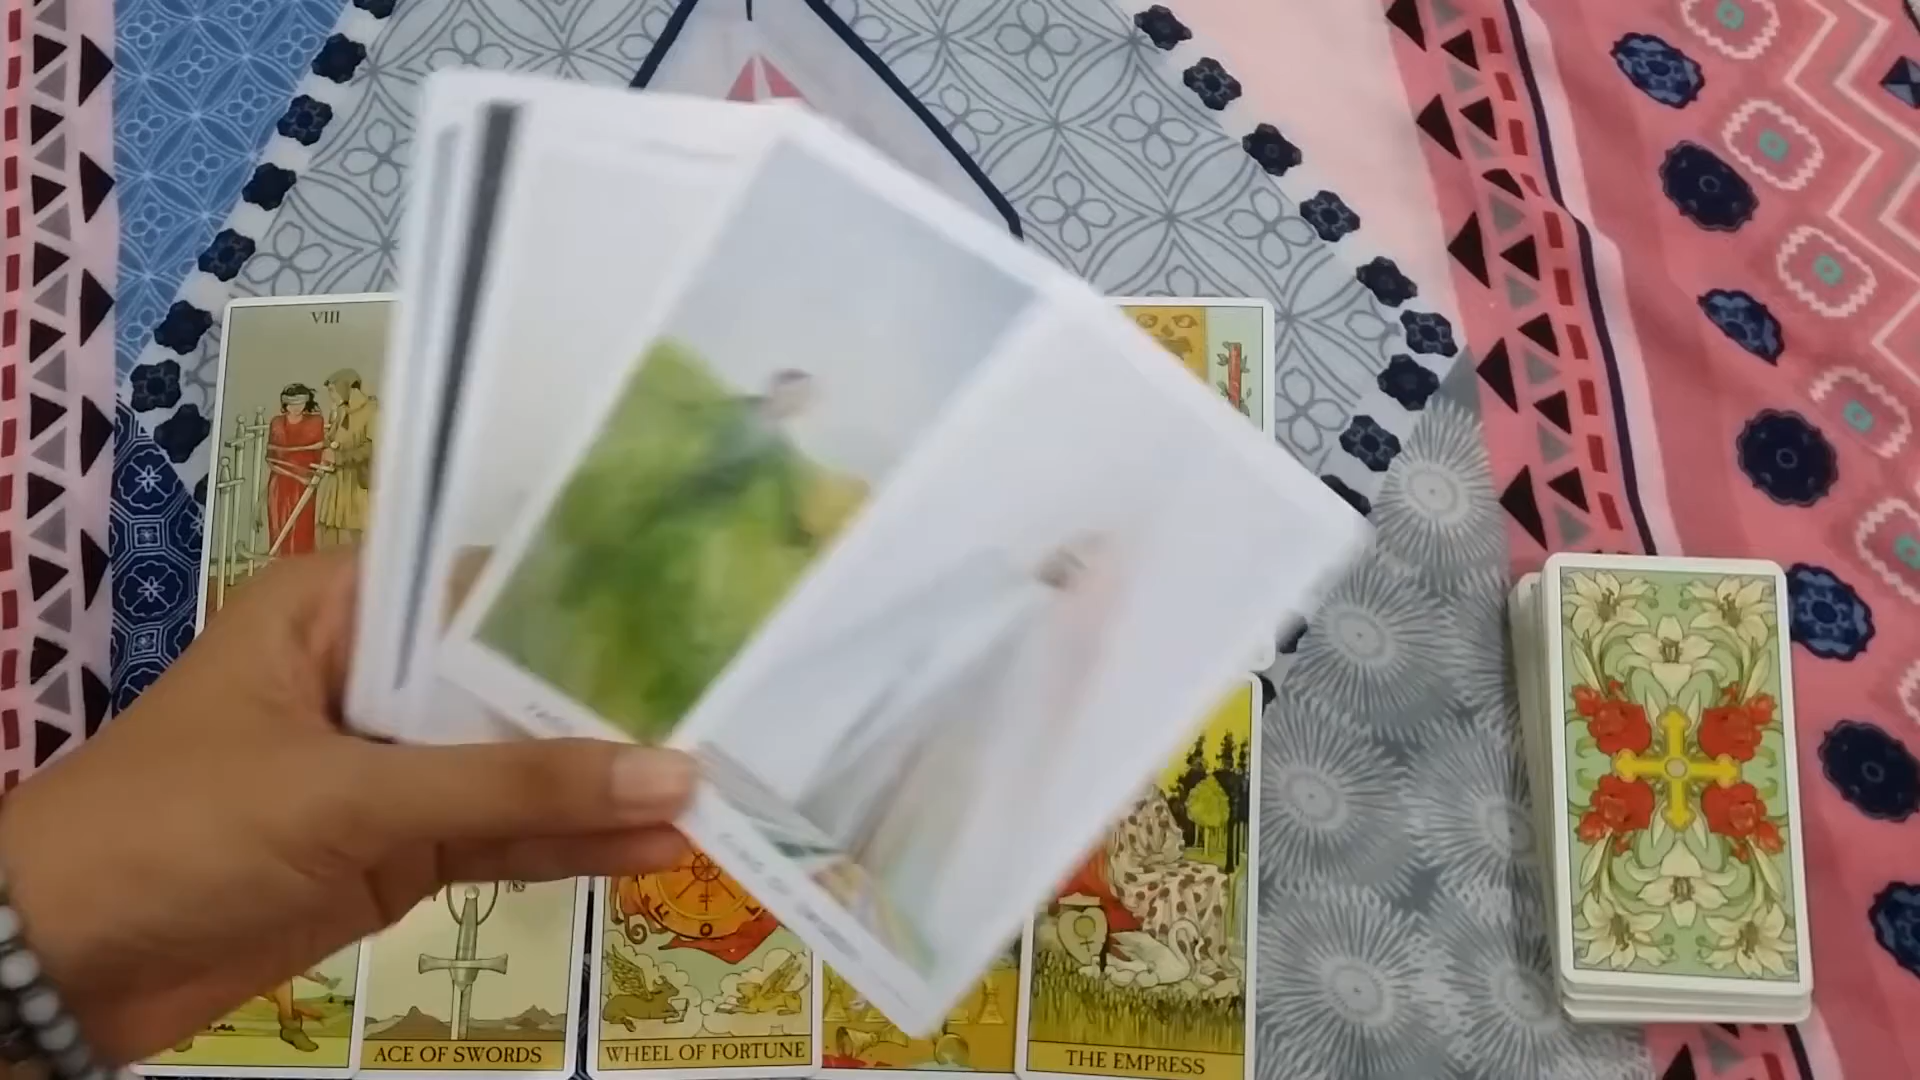 VIII
ACE OF SWORDS
WHEEL OF FORTUNE
THE EMPRESS